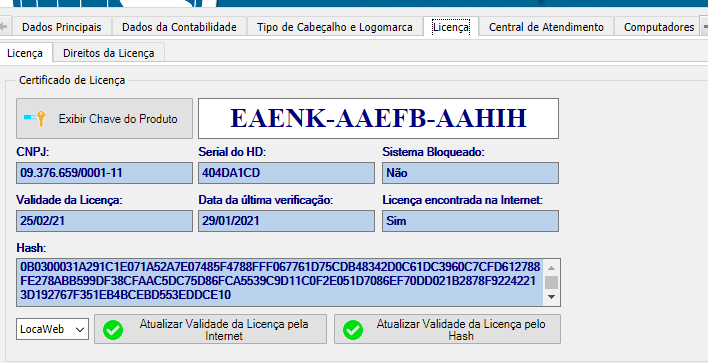 Dados Principais Dados da Contabilidade Tipo de Cabeçalho e Logomarca Licença Central de Atendimento Computadores
Licença Direitos da Licença
Certificado de Licença
Exibir Chave do Produto EAENK-AAEFB-AAHIH
CNPJ: Serial do HD: Sistema Bloqueado:
09.376.659/0001-11 404DA1CD Não
Validade da Licença: Data da última verificação: Licença encontrada na Internet:
25/02/21 29/01/2021 Sim
Hash:
0B0300031A291C1E071A52A7E07485F4788FFF067761D75CDB48342D0C61DC3960C7CFD612788
FE278ABB599DF38CFAAC5DC75D86FCA5539C9D11C0F2E051D7086EF70DD021B2878F9224221
3D192767F351EB4BCEBD553EDDCE10
LocaWeb Atualizar Validade da Licença pela Internet Atualizar Validade da Licença pelo Hash